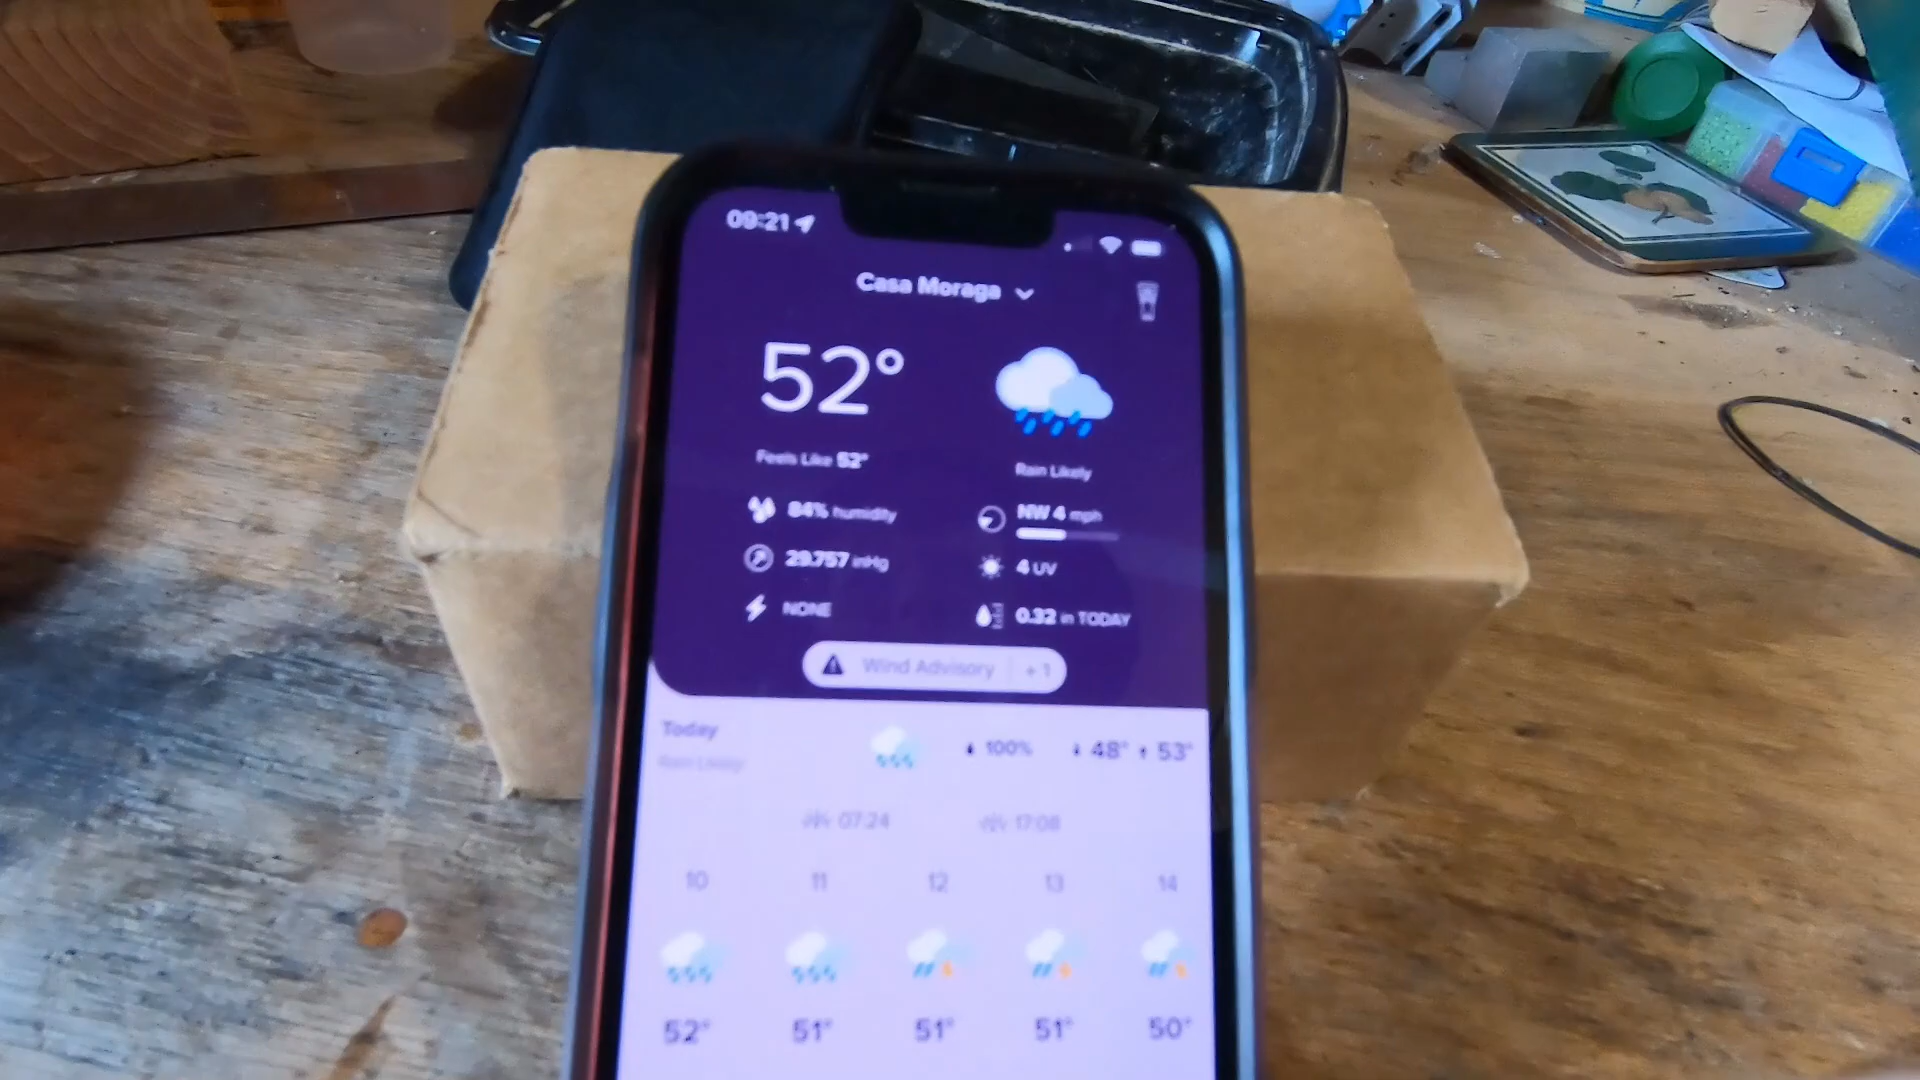 09:21
Casa Moraga
52°
Feels Like 52°
Rain Likely
84% humidity
NW 4 mph
29.757 inHg
4 UV
NONE
0.32 in TODAY
Wind Advisory +1
Today
Rain Likely
100% 48° 53°
07:24 17:08
10 11 12 13 14
52° 51° 51° 51° 50°